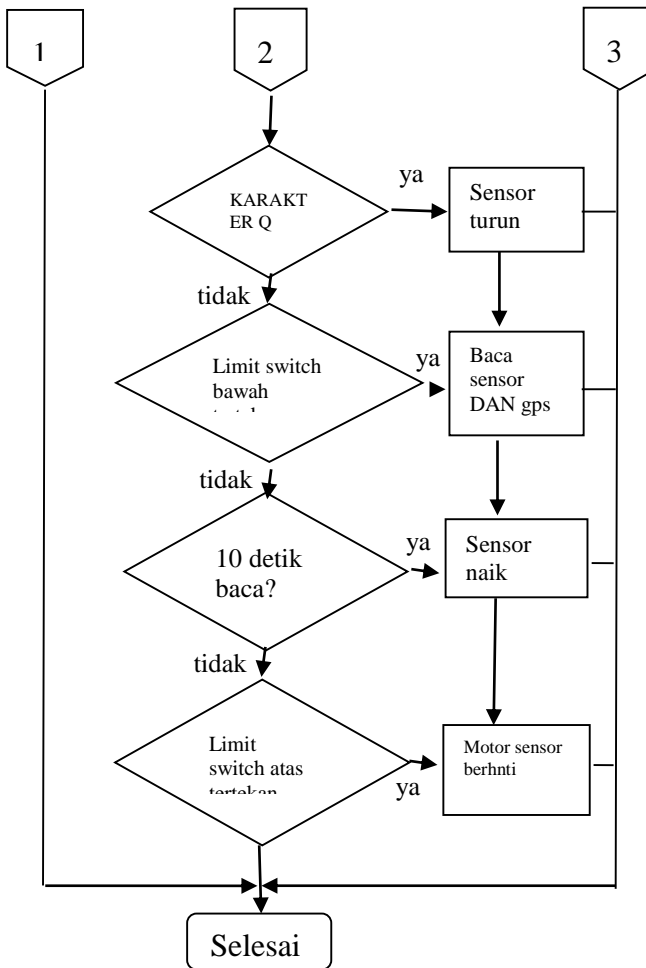 1
2
3
KARAKT
ER Q
ya
Sensor
turun
tidak
Limit switch
bawah
ya
Baca
sensor
DAN gps
tidak
10 detik
baca?
ya
Sensor
naik
tidak
Limit
switch atas
tertekan
ya
Motor sensor
berhnti
Selesai